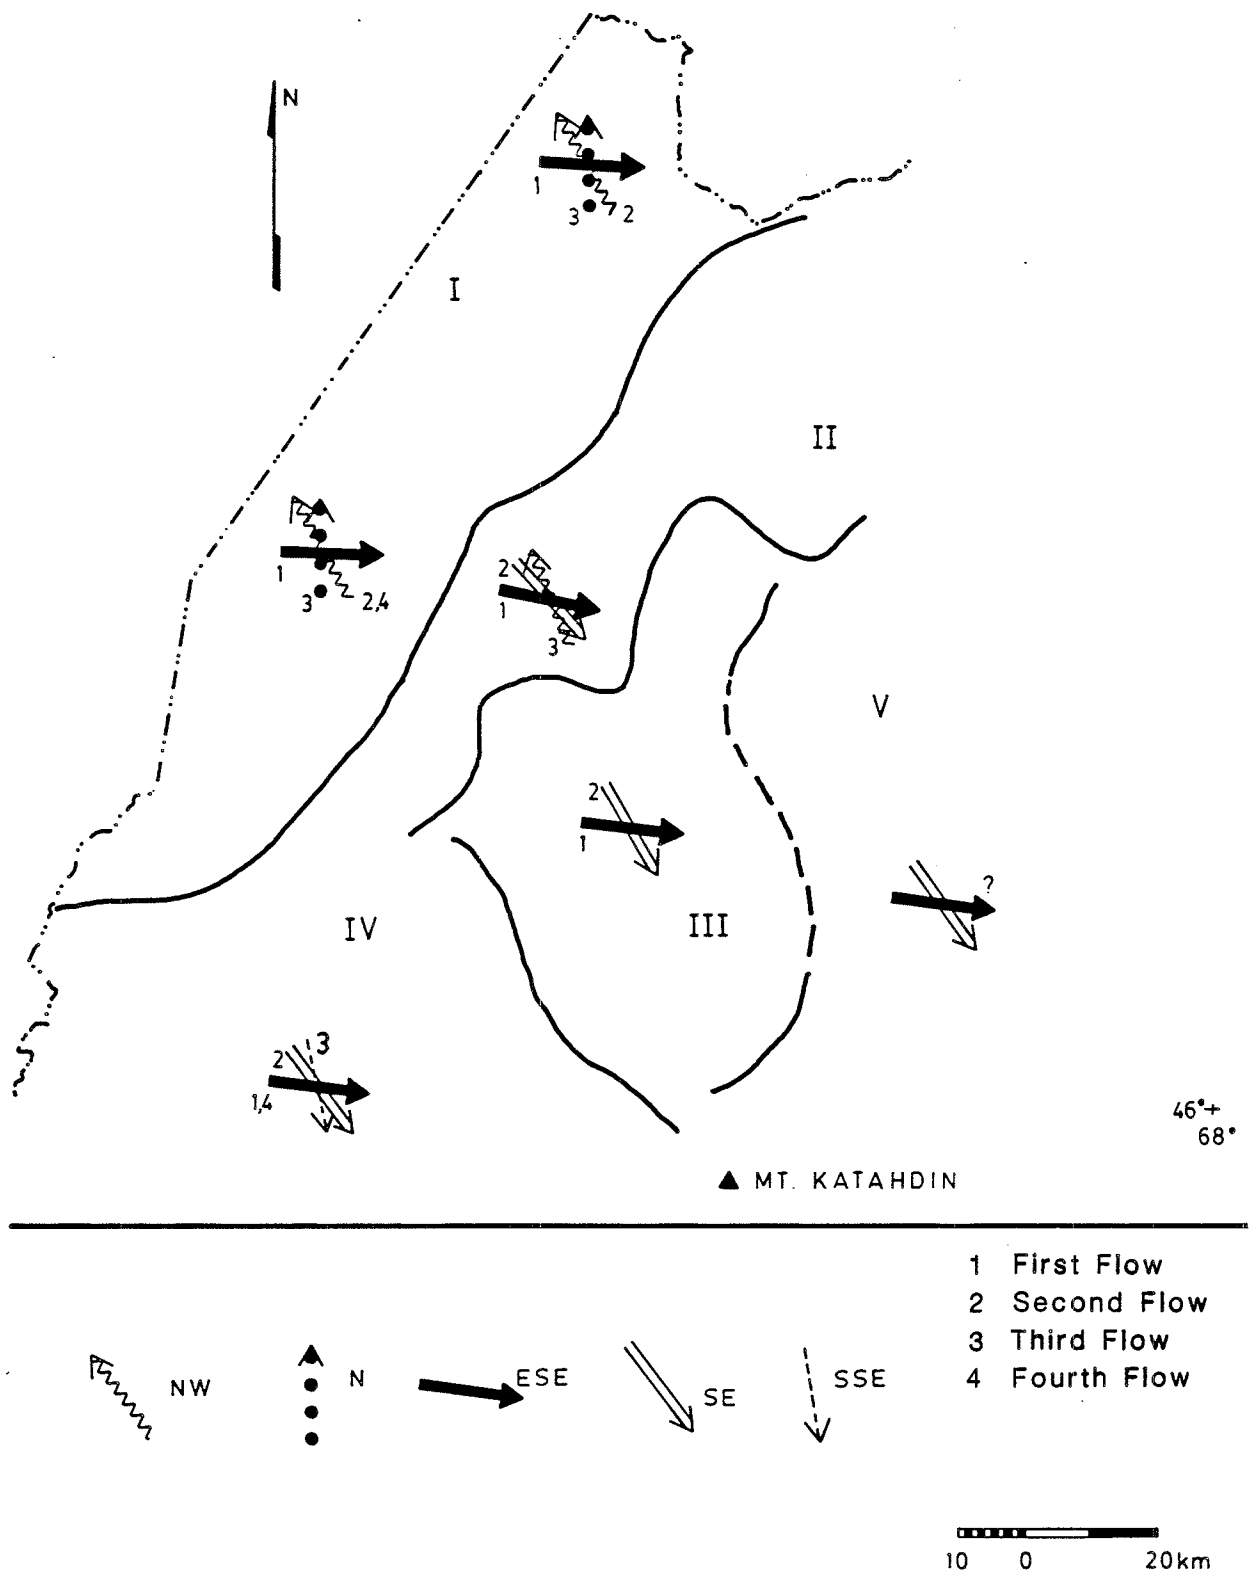 N
1
3 2
I
II
1
3
2,4
2
1
3
V
2
1
?
IV
III
3
2
1,4
46°+
68°
MT. KATAHDIN
1 First Flow
2 Second Flow
3 Third Flow
4 Fourth Flow
NW
N
ESE
SE
SSE
10 0 20km